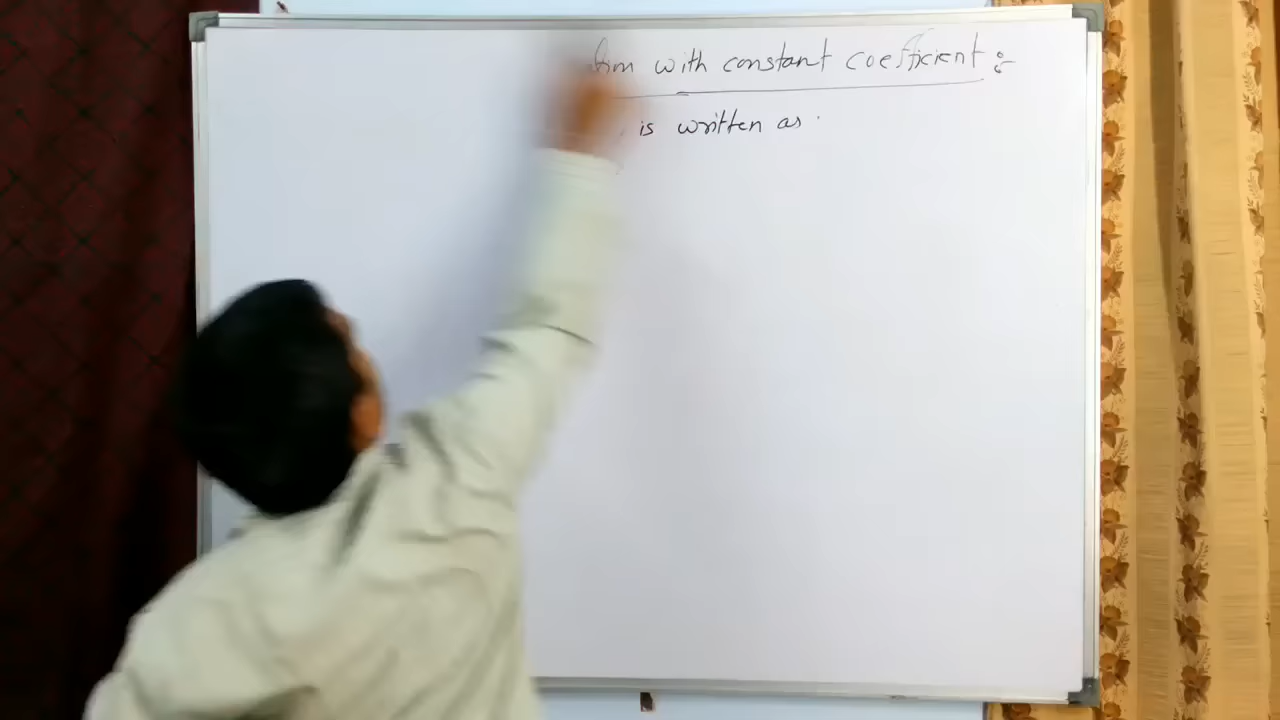 with constant coefficient :-
is written as